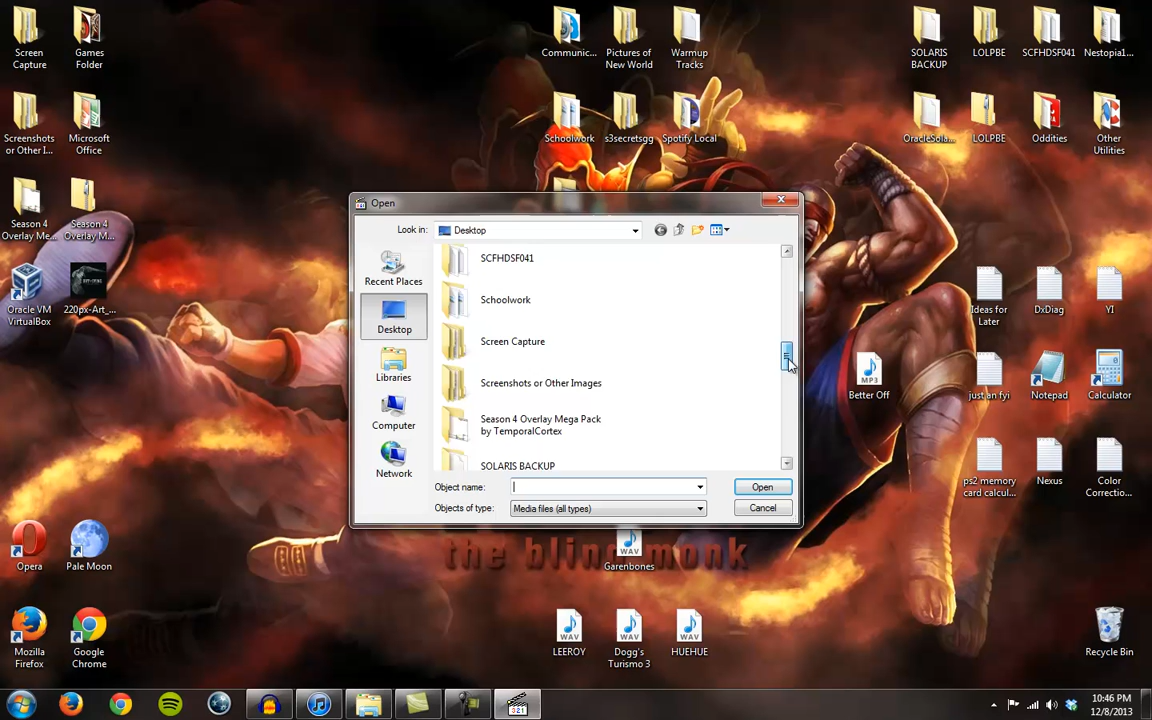 Screen
Capture
Games
Folder
Communic...
Pictures of
New World
Warmup
Tracks
SOLARIS
BACKUP
LOLPBE
SCFHDSF041
Nestopia1...
Screenshots
or Other I...
Microsoft
Office
Schoolwork
s3secretsgg
Spotify Local
OracleSola...
LOLPBE
Oddities
Other
Utilities
Season 4
Overlay Me...
Season 4
Overlay M...
Oracle VM
VirtualBox
220px-Art_...
Open
Look in:
Desktop
Recent Places
Desktop
Libraries
Computer
Network
SCFHDSF041
Schoolwork
Screen Capture
Screenshots or Other Images
Season 4 Overlay Mega Pack
by TemporalCortex
SOLARIS BACKUP
Object name:
Open
Objects of type:
Media files (all types)
Cancel
Ideas for
Later
DxDiag
YI
MP3
Better Off
just an fyi
Notepad
Calculator
ps2 memory
card calcul...
Nexus
Color
Correctio...
the blind monk
Opera
Pale Moon
Garenbones
Mozilla
Firefox
Google
Chrome
WAV
LEEROY
WAV
Dogg's
Turismo 3
WAV
HUEHUE
Recycle Bin
321
10:46 PM
12/8/2013